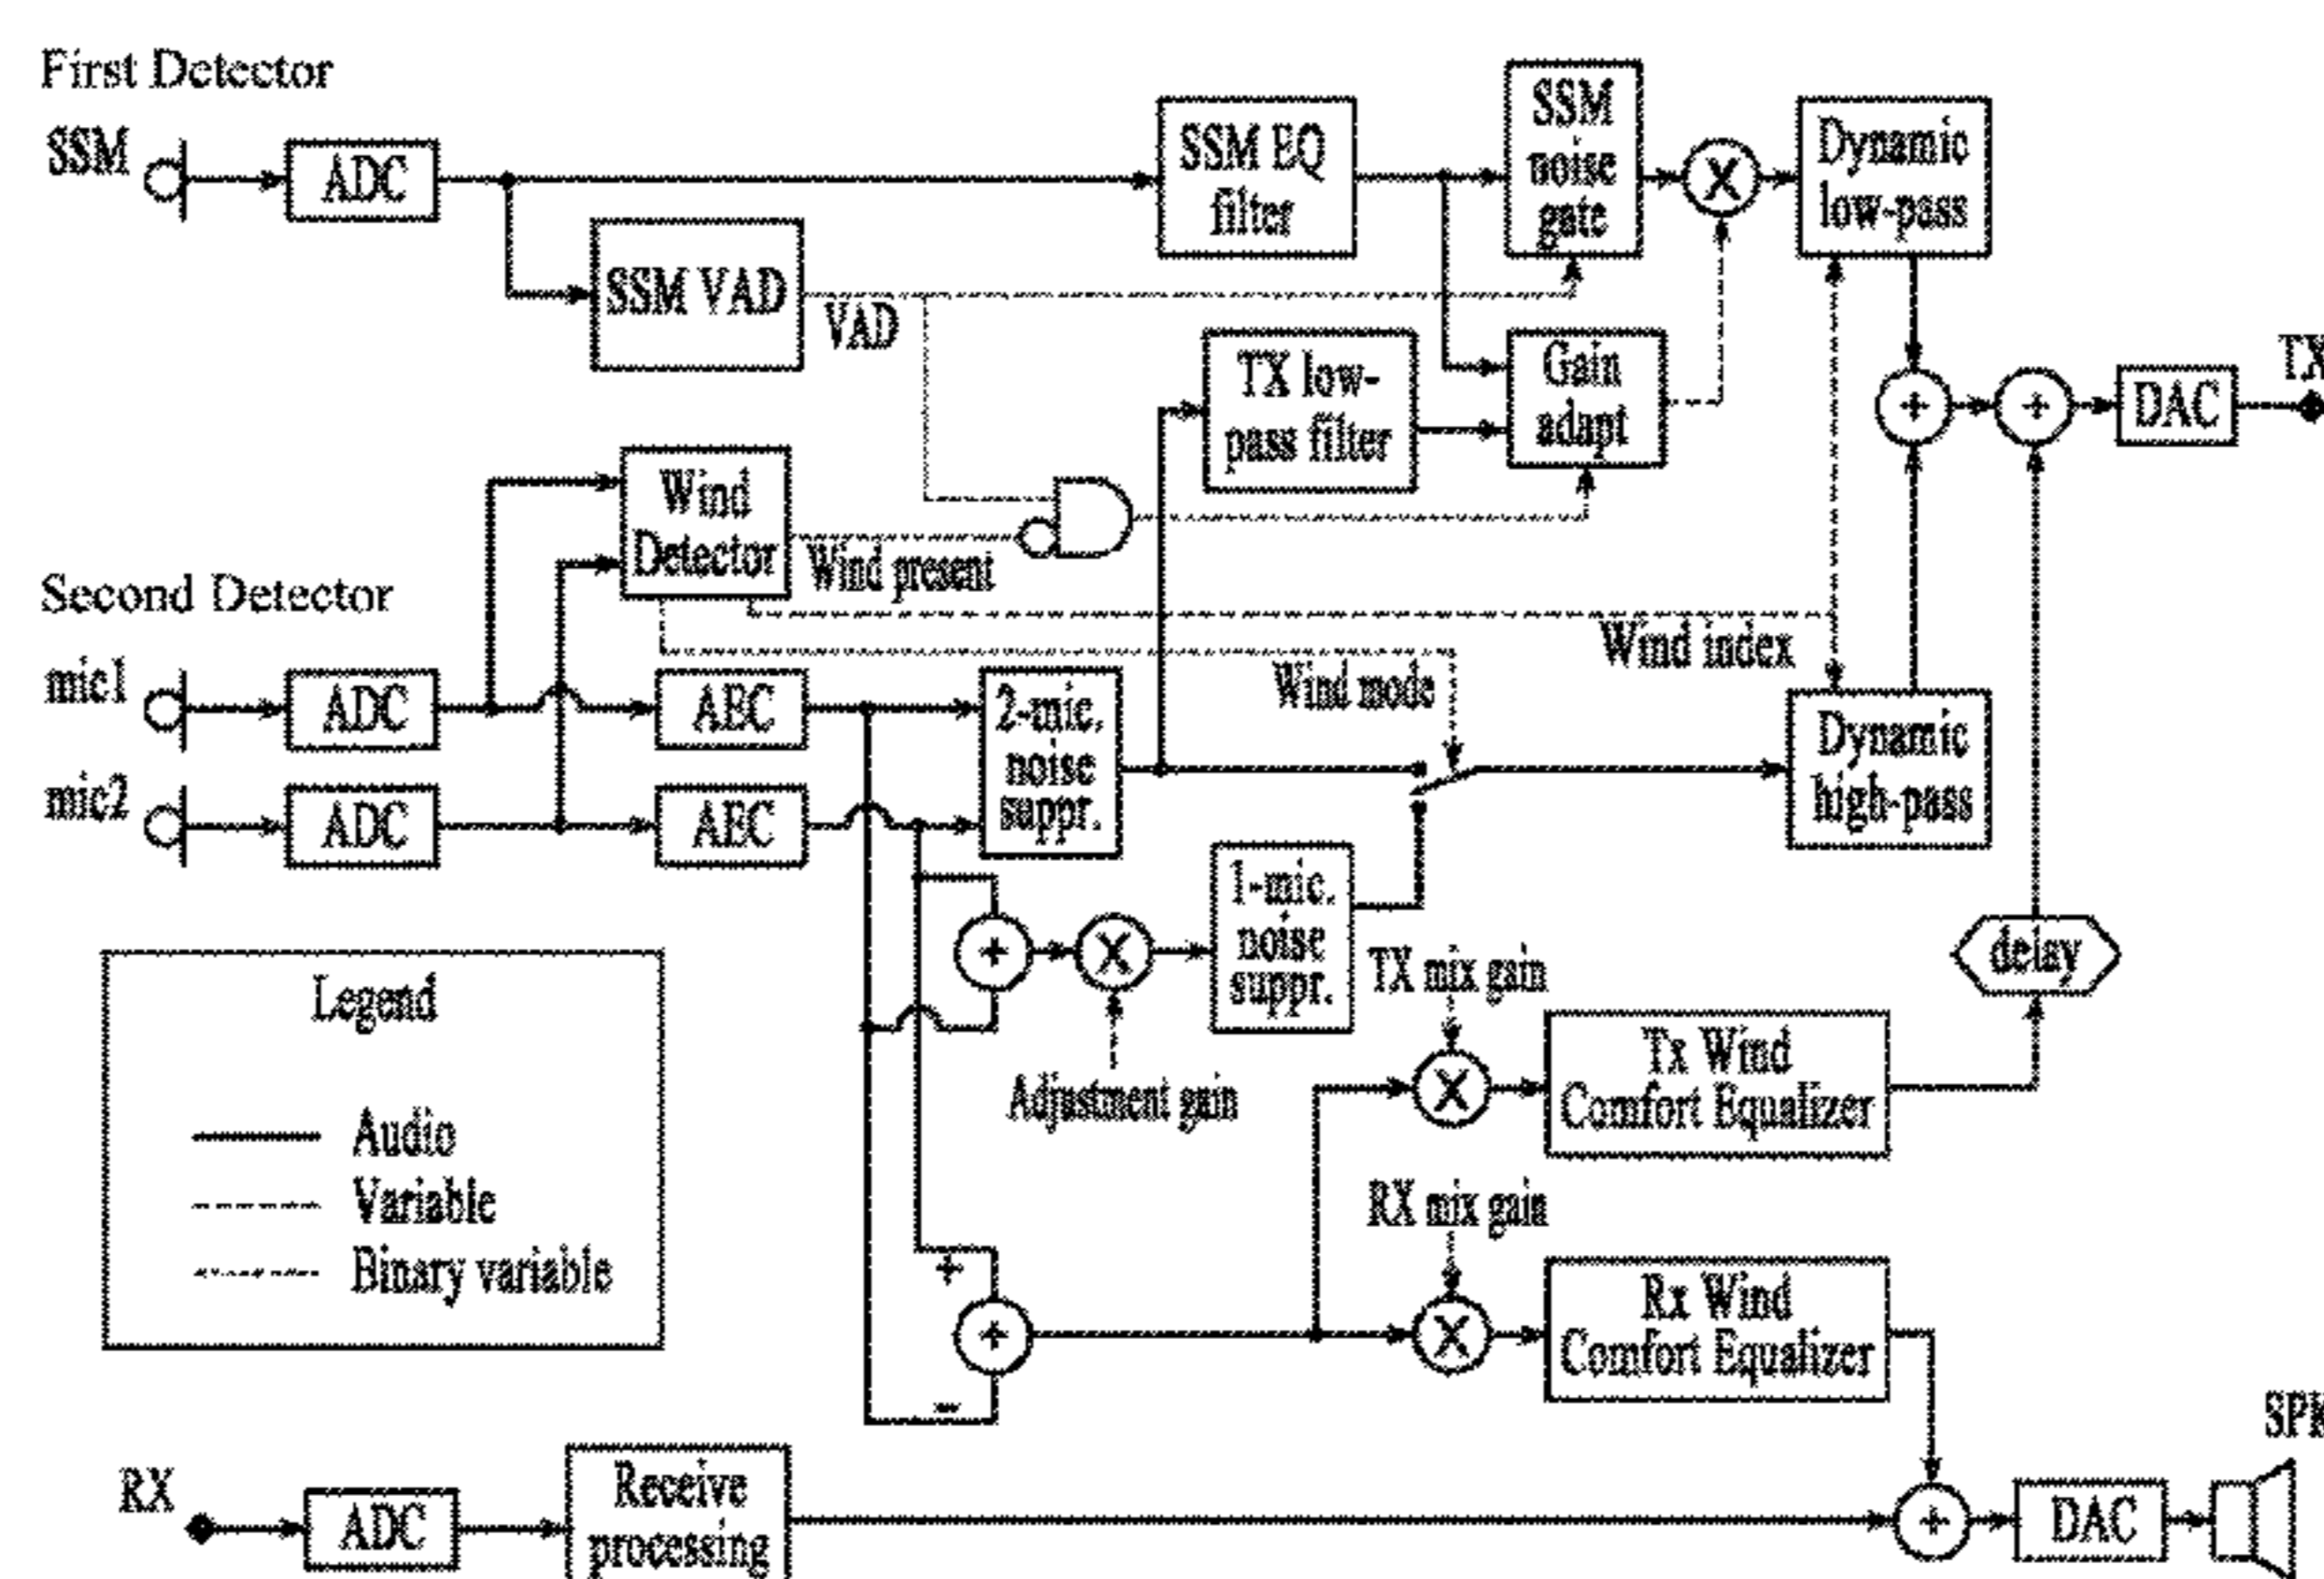 First Detector
SSM
ADC
SSM EQ
filter
SSM
noise
gate
X
Dynamic
low-pass
SSM VAD
VAD
TX low-
pass filter
Gain
adapt
+
+
DAC
TX
Wind
Detector
Wind present
Wind index
Wind mode
Second Detector
mic1
ADC
AEC
2-mic.
noise
suppr.
mic2
ADC
AEC
Dynamic
high-pass
1-mic.
noise
suppr.
+
X
Adjustment gain
delay
TX mix gain
X
Tx Wind
Comfort Equalizer
RX mix gain
X
Rx Wind
Comfort Equalizer
+
+
-
Legend
Audio
Variable
Binary variable
RX
ADC
Receive
processing
+
DAC
SPK